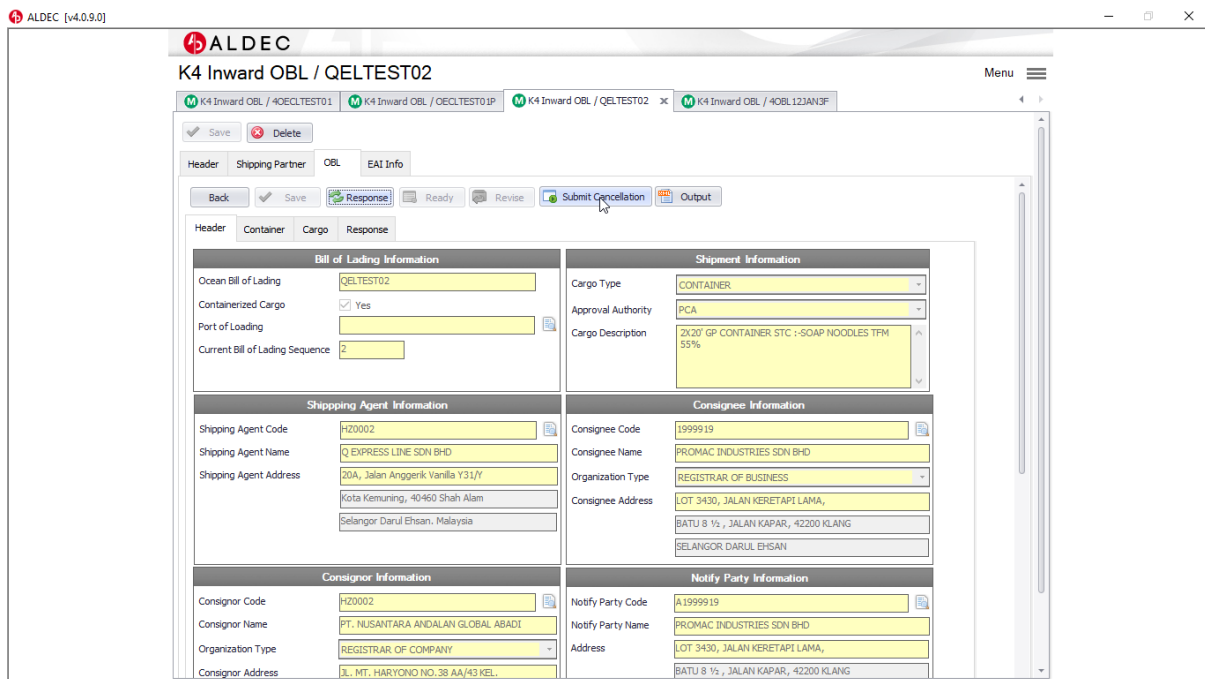 ALDEC [v4.0.9.0]
ALDEC
K4 Inward OBL / QELTEST02
Menu
K4 Inward OBL / 4OECLTEST01
K4 Inward OBL / OECLTEST01P
K4 Inward OBL / QELTEST02
K4 Inward OBL / 4OBL12JAN3F
Save
Delete
Header
Shipping Partner
OBL
EAI Info
Back
Save
Response
Ready
Revise
Submit Cancellation
Output
Header
Container
Cargo
Response
Bill of Lading Information
Ocean Bill of Lading
QELTEST02
Containerized Cargo
Yes
Port of Loading
Current Bill of Lading Sequence
2
Shipment Information
Cargo Type
CONTAINER
Approval Authority
PCA
Cargo Description
2X20' GP CONTAINER STC :-SOAP NOODLES TFM
55%
Shippping Agent Information
Shipping Agent Code
HZ0002
Shipping Agent Name
Q EXPRESS LINE SDN BHD
Shipping Agent Address
20A, Jalan Anggerik Vanilla Y31/Y
Kota Kemuning, 40460 Shah Alam
Selangor Darul Ehsan. Malaysia
Consignee Information
Consignee Code
1999919
Consignee Name
PROMAC INDUSTRIES SDN BHD
Organization Type
REGISTRAR OF BUSINESS
Consignee Address
LOT 3430, JALAN KERETAPI LAMA,
BATU 8 ½ , JALAN KAPAR, 42200 KLANG
SELANGOR DARUL EHSAN
Consignor Information
Consignor Code
HZ0002
Consignor Name
PT. NUSANTARA ANDALAN GLOBAL ABADI
Organization Type
REGISTRAR OF COMPANY
Consignor Address
JL. MT. HARYONO NO.38 AA/43 KEL.
Notify Party Information
Notify Party Code
A1999919
Notify Party Name
PROMAC INDUSTRIES SDN BHD
Address
LOT 3430, JALAN KERETAPI LAMA,
BATU 8 ½ , JALAN KAPAR, 42200 KLANG